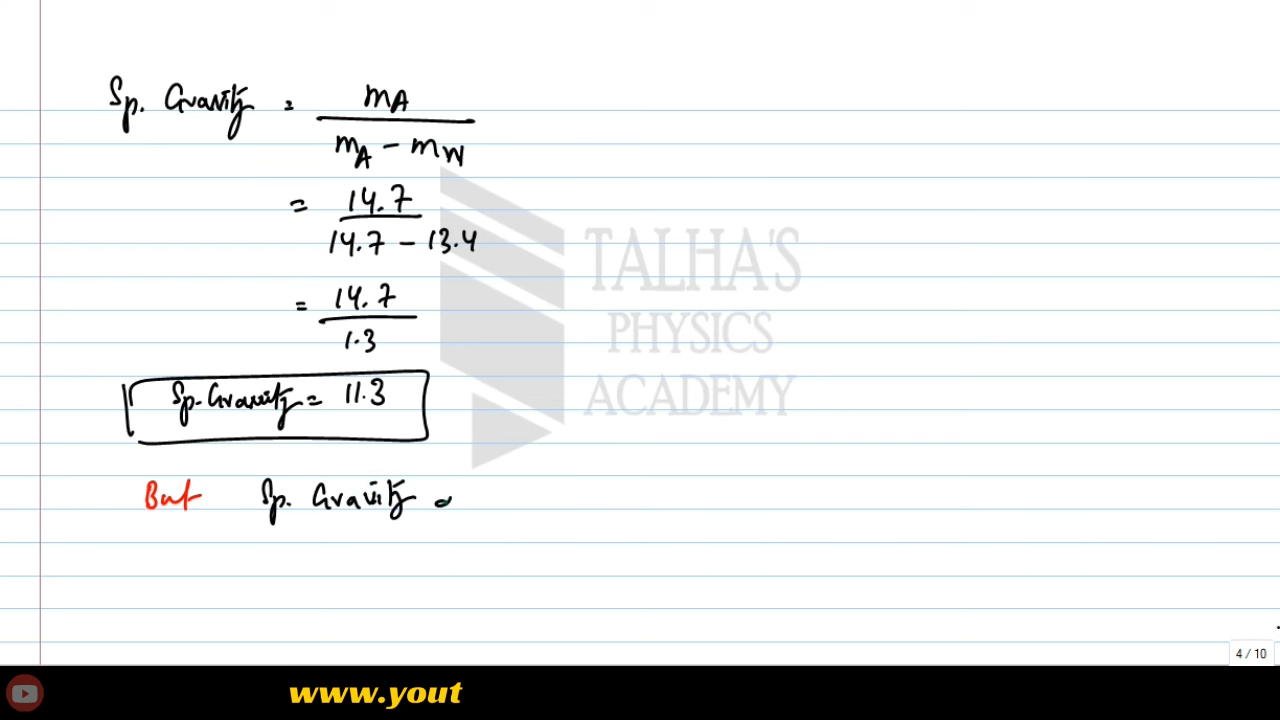 Sp. Gravity = mA / mA - mW
= 14.7 / 14.7 - 13.4
= 14.7 / 1.3
Sp. Gravity = 11.3
But Sp. Gravity
TALHA'S
PHYSICS
ACADEMY
4 / 10
www.yout